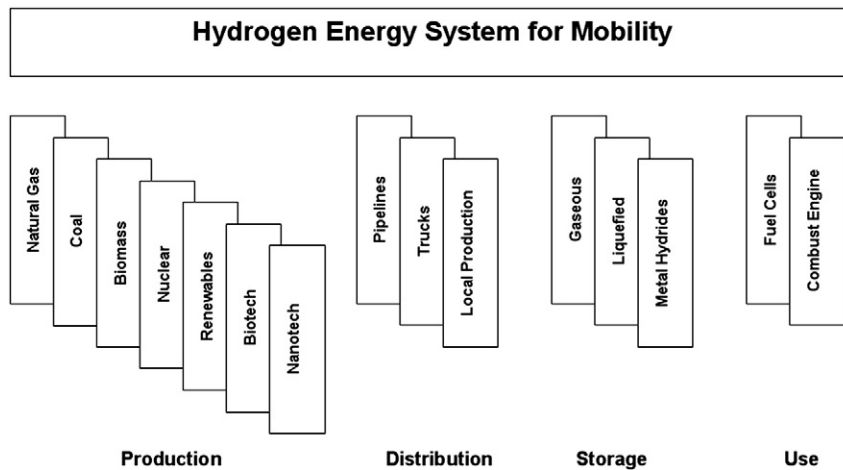 Hydrogen Energy System for Mobility
Natural Gas
Coal
Biomass
Nuclear
Renewables
Biotech
Nanotech
Pipelines
Trucks
Local Production
Gaseous
Liquefied
Metal Hydrides
Fuel Cells
Combust Engine
Production
Distribution
Storage
Use